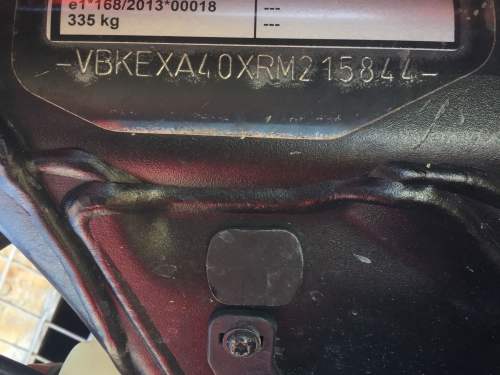 e1*168/2013*00018 ---
335 kg ---
-VBKEXA40XRM215844-